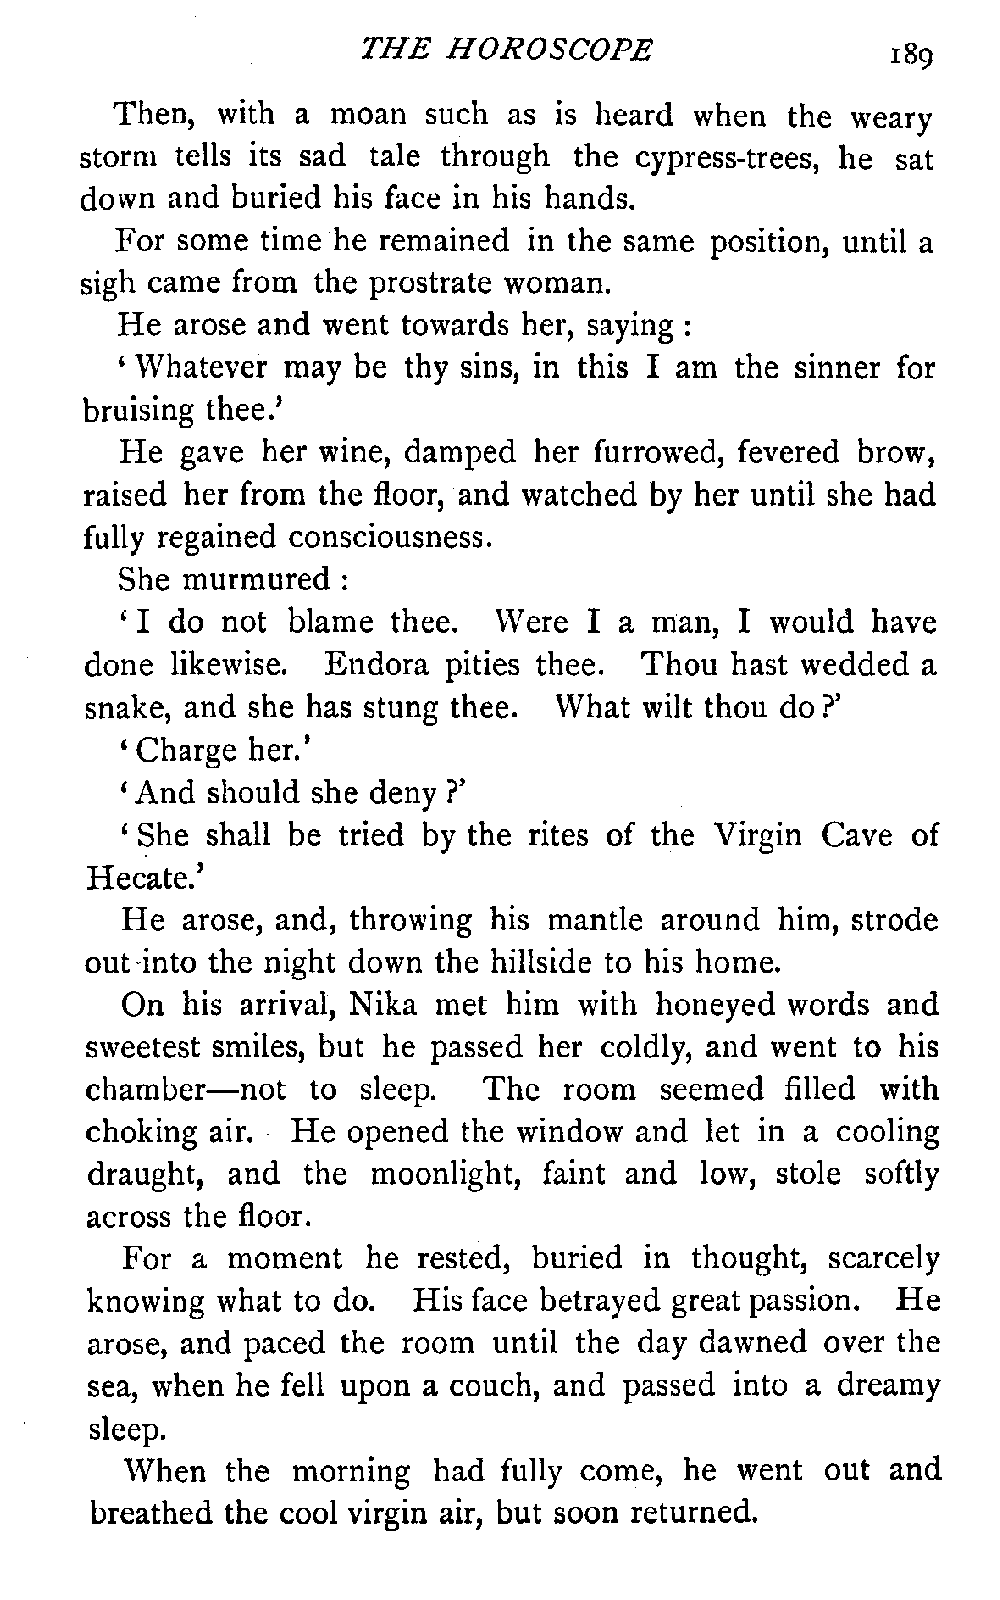 THE HOROSCOPE 189
Then, with a moan such as is heard when the weary
storm tells its sad tale through the cypress-trees, he sat
down and buried his face in his hands.
For some time he remained in the same position, until a
sigh came from the prostrate woman.
He arose and went towards her, saying :
‘ Whatever may be thy sins, in this I am the sinner for
bruising thee.’
He gave her wine, damped her furrowed, fevered brow,
raised her from the floor, and watched by her until she had
fully regained consciousness.
She murmured :
‘ I do not blame thee. Were I a man, I would have
done likewise. Endora pities thee. Thou hast wedded a
snake, and she has stung thee. What wilt thou do ?’
‘ Charge her.’
‘ And should she deny ?’
‘ She shall be tried by the rites of the Virgin Cave of
Hecate.’
He arose, and, throwing his mantle around him, strode
out into the night down the hillside to his home.
On his arrival, Nika met him with honeyed words and
sweetest smiles, but he passed her coldly, and went to his
chamber—not to sleep. The room seemed filled with
choking air. He opened the window and let in a cooling
draught, and the moonlight, faint and low, stole softly
across the floor.
For a moment he rested, buried in thought, scarcely
knowing what to do. His face betrayed great passion. He
arose, and paced the room until the day dawned over the
sea, when he fell upon a couch, and passed into a dreamy
sleep.
When the morning had fully come, he went out and
breathed the cool virgin air, but soon returned.